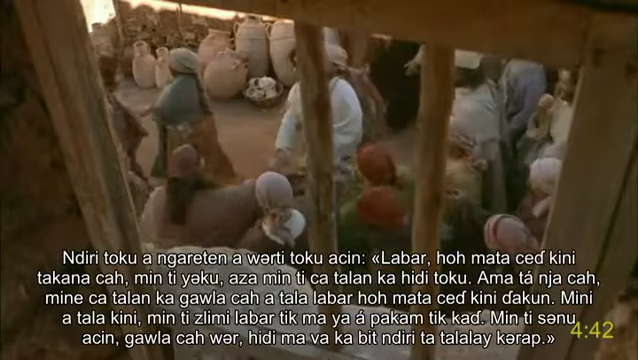 Ndiri toku a ngareten a wərti toku acin: «Labar, hoh mata ceɗ kini
takana cah, min ti yəku, aza min ti ca talan ka hidi toku. Ama tá nja cah,
mine ca talan ka gawla cah a tala labar hoh mata ceɗ kini ɗakun. Mini
a tala kini, min ti zlimi labar tik ma ya á pakam tik kaɗ. Min ti sənu
acin, gawla cah wər, hidi ma va ka bit ndiri ta talalay kərap.»
4:42